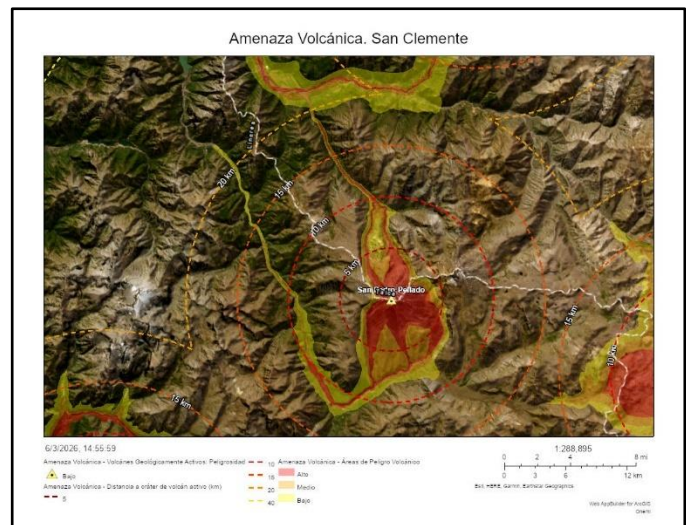 Amenaza Volcánica. San Clemente
20 km
15 km
10 km
5 km
San Pedro-Pellado
15 km
10 km
15 km
6/3/2026, 14:55:59
Amenaza Volcánica - Volcánes Geológicamente Activos: Peligrosidad
Bajo
Amenaza Volcánica - Distancia a cráter de volcán activo (km)
5
10
15
20
40
Amenaza Volcánica - Áreas de Peligro Volcánico
Alto
Medio
Bajo
1:288,895
0 2 4 8 mi
0 3 6 12 km
Esri, HERE, Garmin, Earthstar Geographics
Web AppBuilder for ArcGIS
Onemi